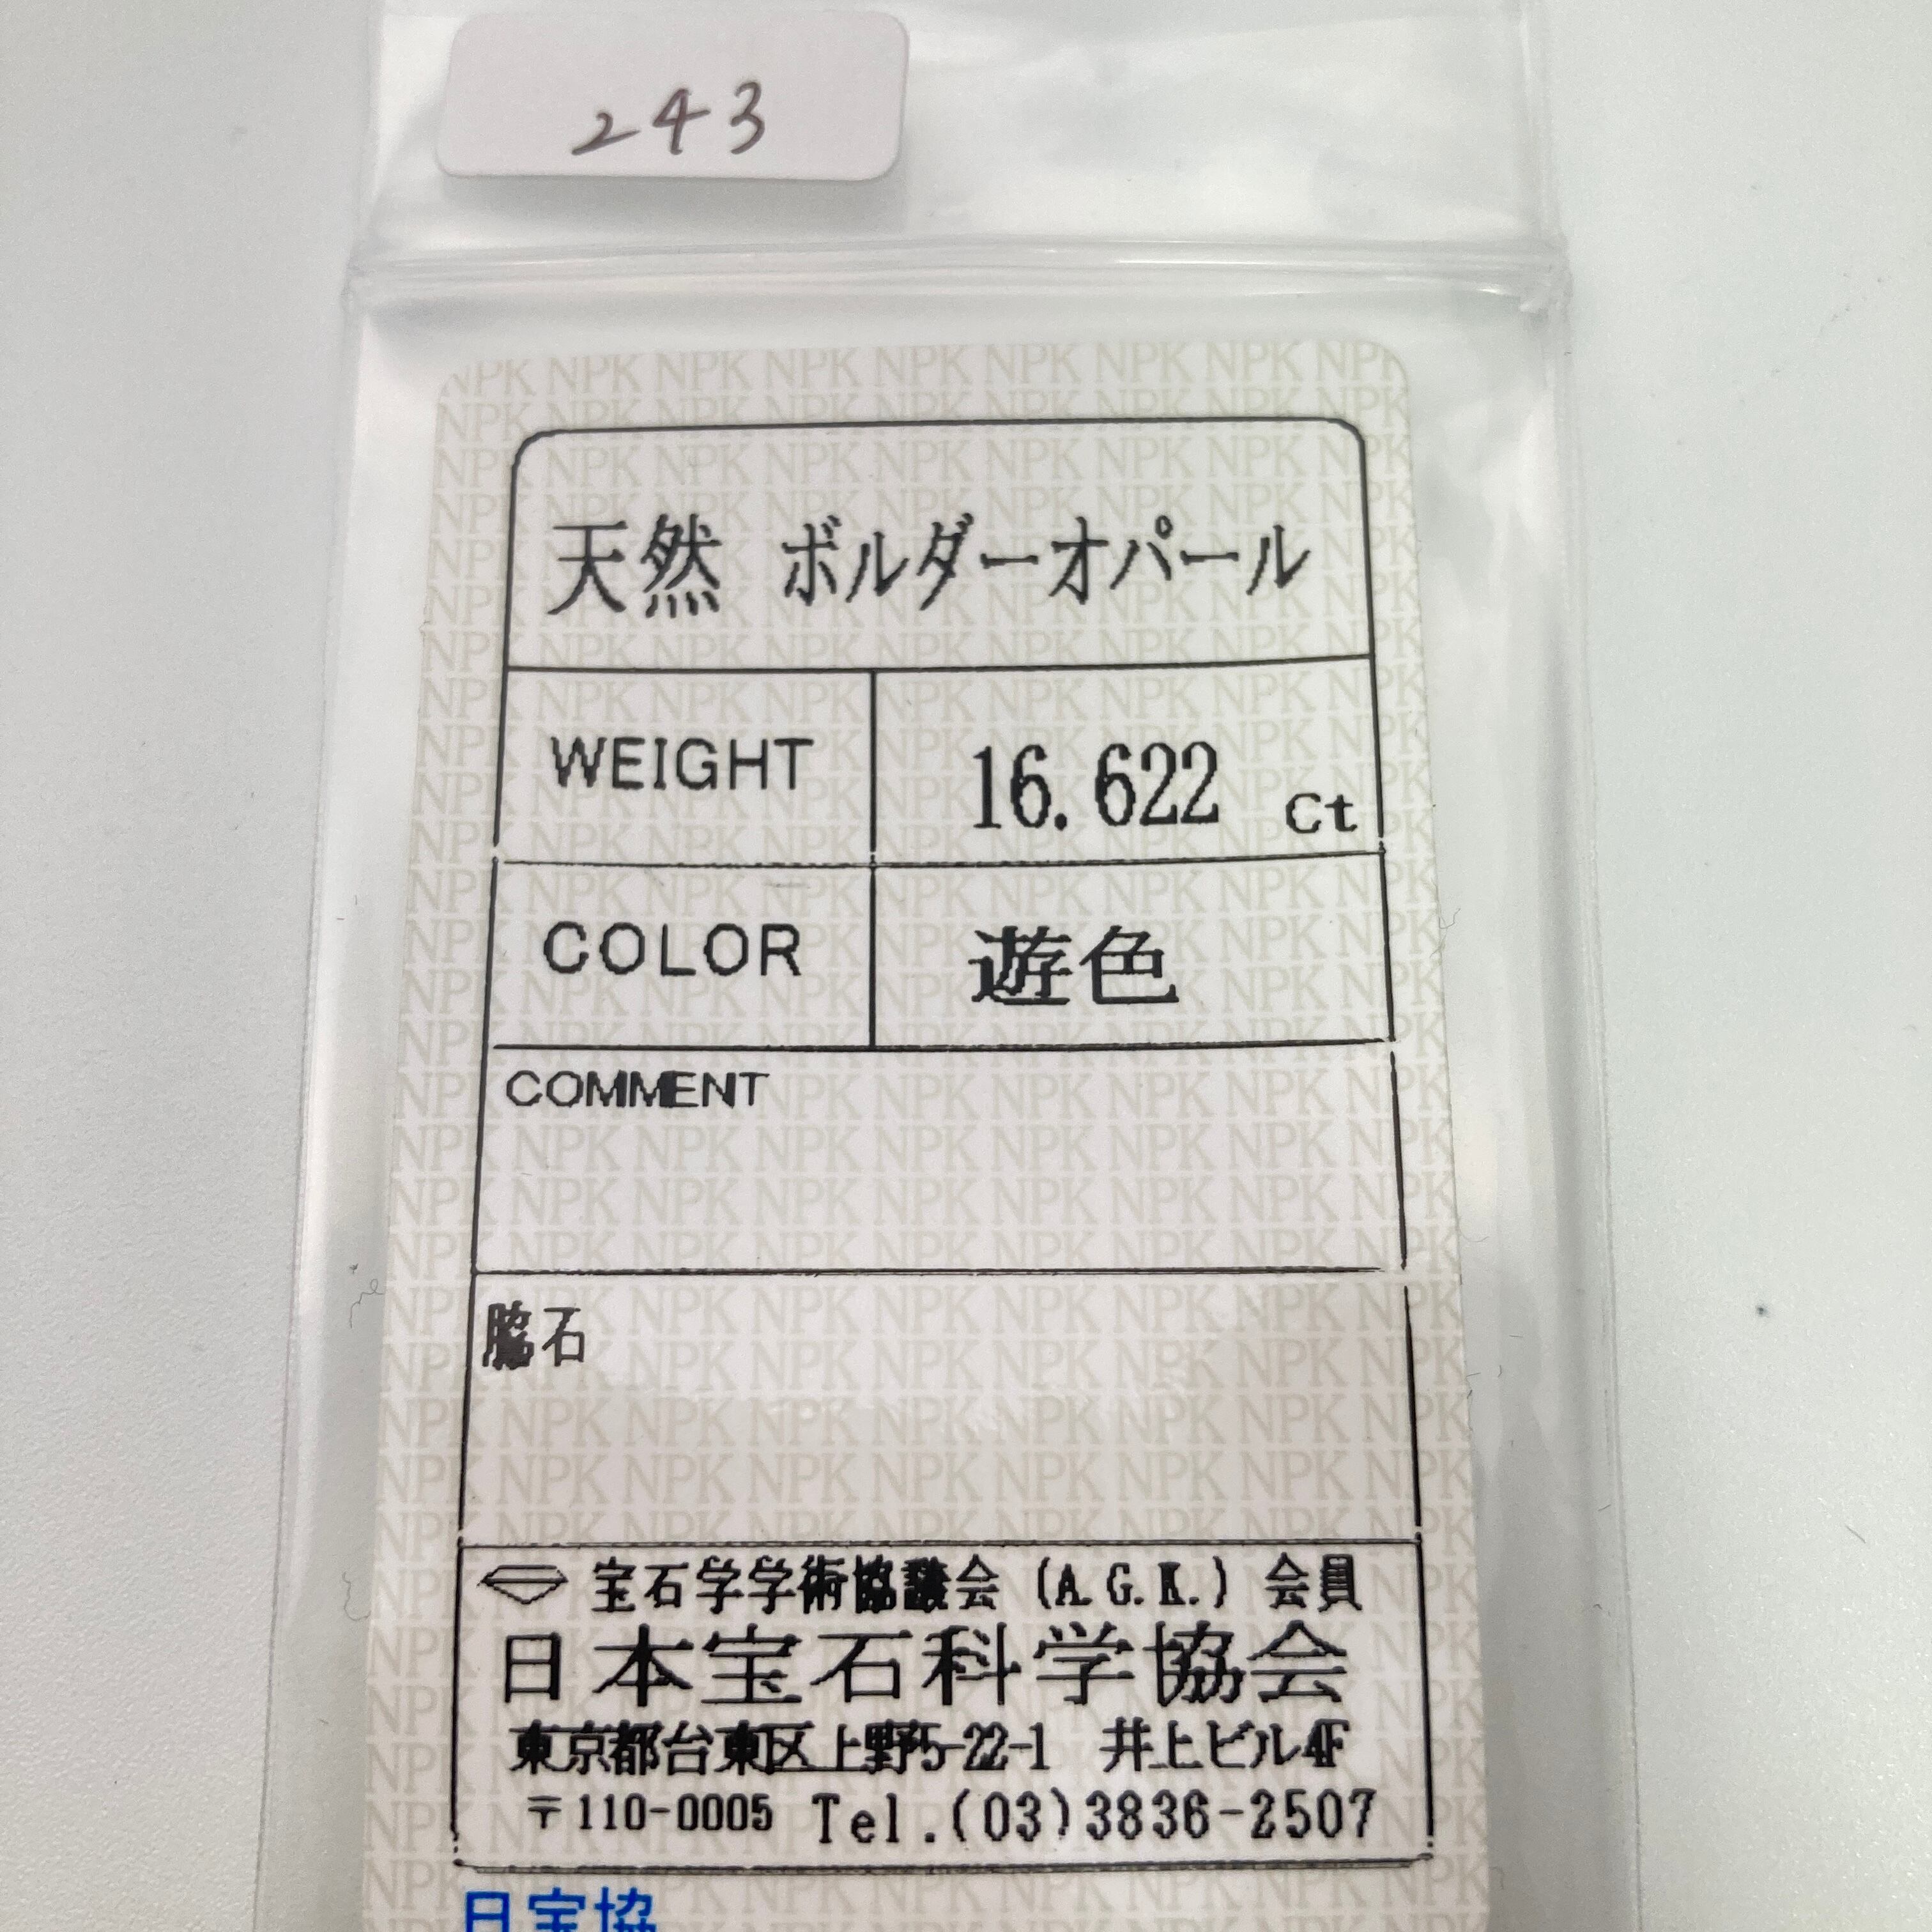 243
天然 ボルダーオパール
WEIGHT 16.622 Ct
COLOR 遊色
COMMENT
脇石
宝石学学術協議会 (A.G.K.) 会員
日本宝石科学協会
東京都台東区上野5-22-1 井上ビル4F
〒110-0005 Tel.(03)3836-2507
日宝協